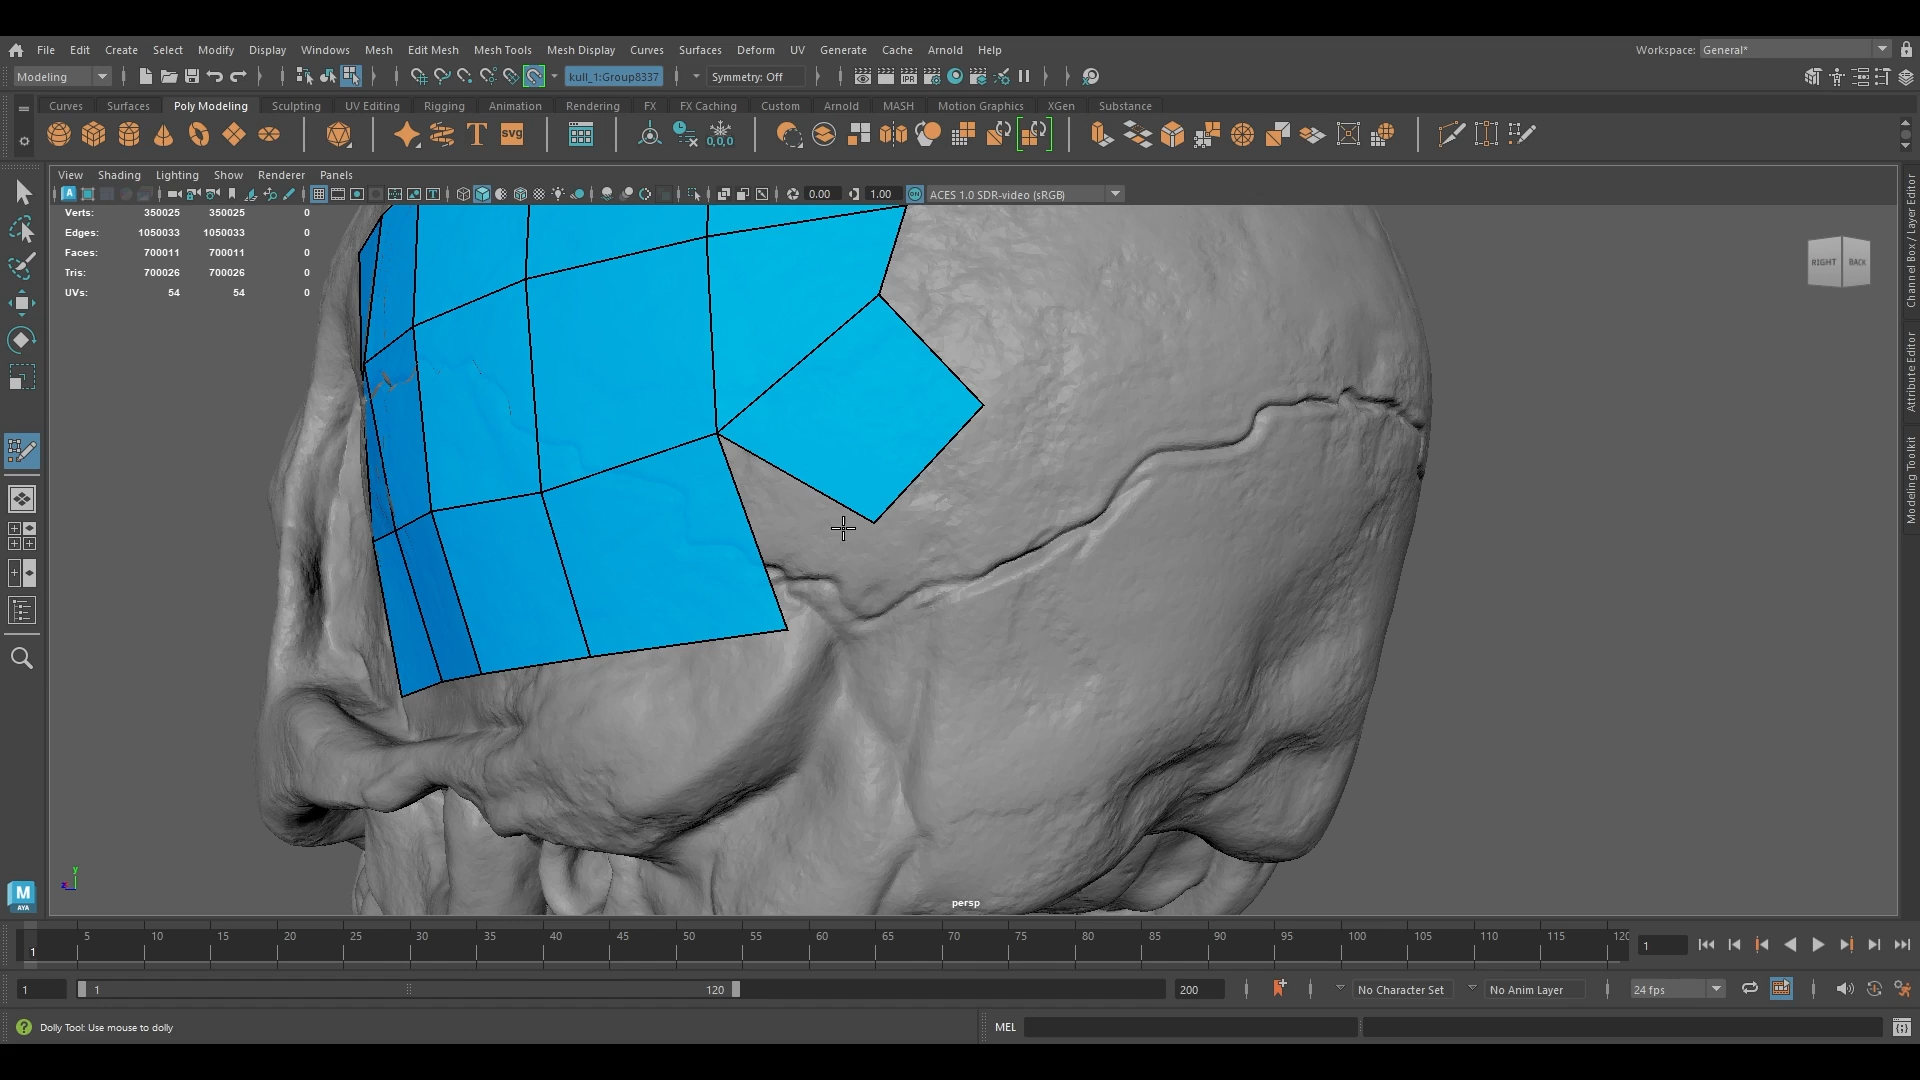 File Edit Create Select Modify Display Windows Mesh Edit Mesh Mesh Tools Mesh Display Curves Surfaces Deform UV Generate Cache Arnold Help Workspace: General*
Modeling kull_1:Group8337 Symmetry: Off IPR
Curves Surfaces Poly Modeling Sculpting UV Editing Rigging Animation Rendering FX FX Caching Custom Arnold MASH Motion Graphics XGen Substance
T svg 0,0,0
View Shading Lighting Show Renderer Panels
A T 0.00 1.00 ON ACES 1.0 SDR-video (sRGB)
Verts: 350025 350025 0
Edges: 1050033 1050033 0
Faces: 700011 700011 0
Tris: 700026 700026 0
UVs: 54 54 0
RIGHT BACK
Channel Box / Layer Editor
Attribute Editor
Modeling Toolkit
y
z
M
AYA
persp
5 10 15 20 25 30 35 40 45 50 55 60 65 70 75 80 85 90 95 100 105 110 115 120
1 1
1 1 120 200 No Character Set No Anim Layer 24 fps
Dolly Tool: Use mouse to dolly MEL